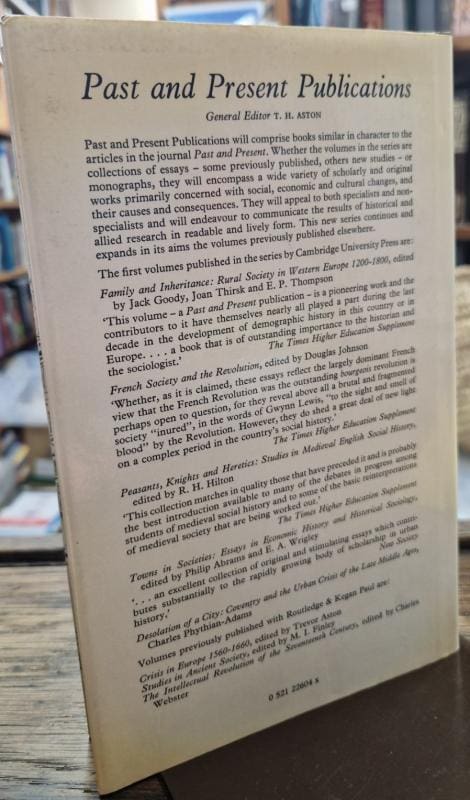 Past and Present Publications
General Editor T. H. ASTON
Past and Present Publications will comprise books similar in character to the
articles in the journal Past and Present. Whether the volumes in the series are
collections of essays – some previously published, others new studies – or
monographs, they will encompass a wide variety of scholarly and original
works primarily concerned with social, economic and cultural changes, and
their causes and consequences. They will appeal to both specialists and non-
specialists and will endeavour to communicate the results of historical and
allied research in readable and lively form. This new series continues and
expands in its aims the volumes previously published elsewhere.
The first volumes published in the series by Cambridge University Press are:
Family and Inheritance: Rural Society in Western Europe 1200-1800, edited
by Jack Goody, Joan Thirsk and E. P. Thompson
'This volume – a Past and Present publication – is a pioneering work and the
contributors to it have themselves nearly all played a part during the last
decade in the development of demographic history in this country or in
Europe. . . . a book that is of outstanding importance to the historian and
the sociologist.'
The Times Higher Education Supplement
French Society and the Revolution, edited by Douglas Johnson
'Whether, as it is claimed, these essays reflect the largely dominant French
view that the French Revolution was the outstanding bourgeois revolution is
perhaps open to question, for they reveal above all a brutal and fragmented
society "inured", in the words of Gwynn Lewis, "to the sight and smell of
blood" by the Revolution. However, they do shed a great deal of new light
on a complex period in the country's social history.'
The Times Higher Education Supplement
Peasants, Knights and Heretics: Studies in Medieval English Social History,
edited by R. H. Hilton
'This collection matches in quality those that have preceded it and is probably
the best introduction available to many of the debates in progress among
students of medieval social history and to some of the basic reinterpretations
of medieval society that are being worked out.'
The Times Higher Education Supplement
Towns in Societies: Essays in Economic History and Historical Sociology,
edited by Philip Abrams and E. A. Wrigley
'. . . an excellent collection of original and stimulating essays which contri-
butes substantially to the rapidly growing body of scholarship in urban
history.'
New Society
Desolation of a City: Coventry and the Urban Crisis of the Late Middle Ages,
Charles Phythian-Adams
Volumes previously published with Routledge & Kegan Paul are:
Crisis in Europe 1560-1660, edited by Trevor Aston
Studies in Ancient Society, edited by M. I. Finley
The Intellectual Revolution of the Seventeenth Century, edited by Charles
Webster
0 521 22604 x